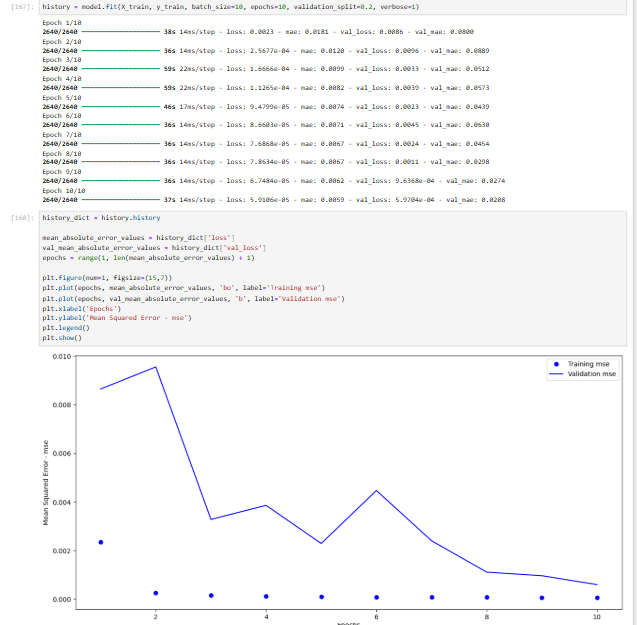 [167]: history = model.fit(X_train, y_train, batch_size=10, epochs=10, validation_split=0.2, verbose=1)
Epoch 1/10
2640/2640 38s 14ms/step - loss: 0.0023 - mae: 0.0181 - val_loss: 0.0086 - val_mae: 0.0800
Epoch 2/10
2640/2640 36s 14ms/step - loss: 2.5677e-04 - mae: 0.0120 - val_loss: 0.0096 - val_mae: 0.0889
Epoch 3/10
2640/2640 59s 22ms/step - loss: 1.6666e-04 - mae: 0.0099 - val_loss: 0.0033 - val_mae: 0.0512
Epoch 4/10
2640/2640 59s 22ms/step - loss: 1.1265e-04 - mae: 0.0082 - val_loss: 0.0039 - val_mae: 0.0573
Epoch 5/10
2640/2640 46s 17ms/step - loss: 9.4799e-05 - mae: 0.0074 - val_loss: 0.0023 - val_mae: 0.0439
Epoch 6/10
2640/2640 36s 14ms/step - loss: 8.6603e-05 - mae: 0.0071 - val_loss: 0.0045 - val_mae: 0.0630
Epoch 7/10
2640/2640 36s 14ms/step - loss: 7.6868e-05 - mae: 0.0067 - val_loss: 0.0024 - val_mae: 0.0454
Epoch 8/10
2640/2640 36s 14ms/step - loss: 7.8634e-05 - mae: 0.0067 - val_loss: 0.0011 - val_mae: 0.0298
Epoch 9/10
2640/2640 36s 14ms/step - loss: 6.7484e-05 - mae: 0.0062 - val_loss: 9.6368e-04 - val_mae: 0.0274
Epoch 10/10
2640/2640 37s 14ms/step - loss: 5.9106e-05 - mae: 0.0059 - val_loss: 5.9704e-04 - val_mae: 0.0208
[168]: history_dict = history.history
mean_absolute_error_values = history_dict['loss']
val_mean_absolute_error_values = history_dict['val_loss']
epochs = range(1, len(mean_absolute_error_values) + 1)
plt.figure(num=1, figsize=(15,7))
plt.plot(epochs, mean_absolute_error_values, 'bo', label='Training mse')
plt.plot(epochs, val_mean_absolute_error_values, 'b', label='Validation mse')
plt.xlabel('Epochs')
plt.ylabel('Mean Squared Error - mse')
plt.legend()
plt.show()
0.010
Training mse
Validation mse
0.008
0.006
Mean Squared Error - mse
0.004
0.002
0.000
2 4 6 8 10